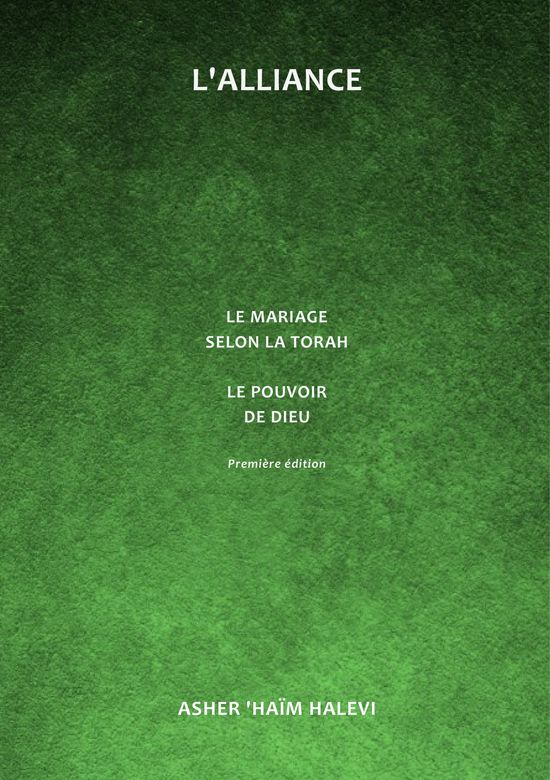 L'ALLIANCE
LE MARIAGE
SELON LA TORAH
LE POUVOIR
DE DIEU
Première édition
ASHER 'HAÏM HALEVI